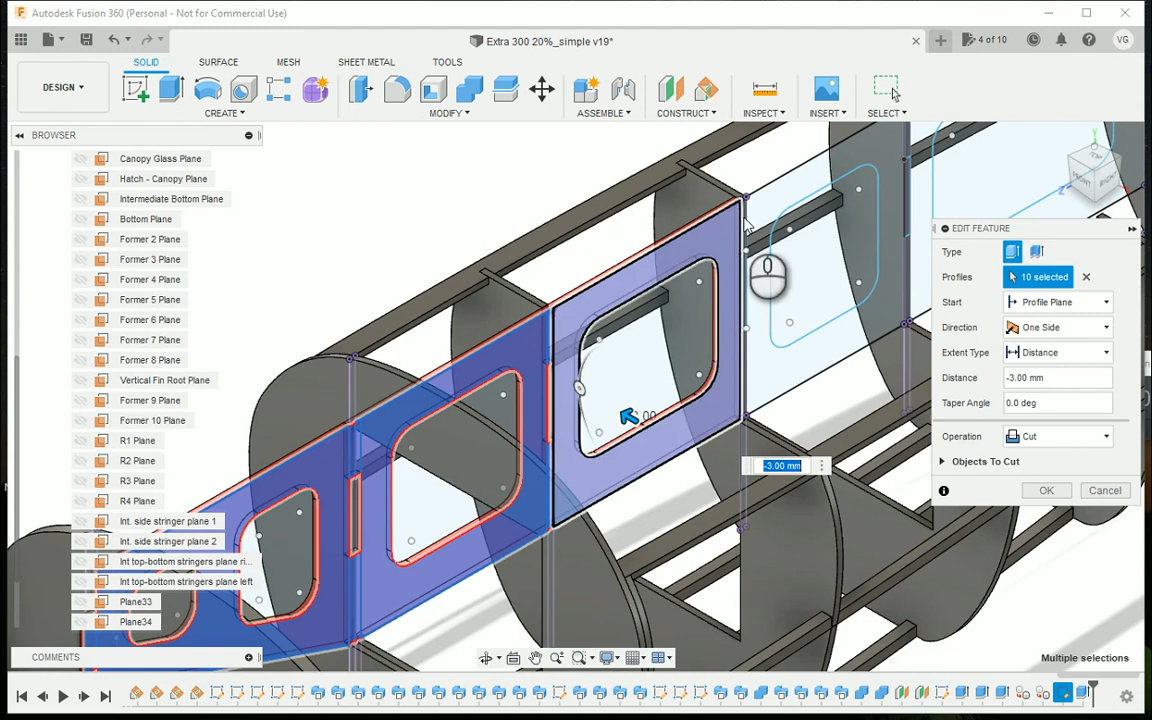 Autodesk Fusion 360 (Personal - Not for Commercial Use)
Extra 300 20%_simple v19*
4 of 10
VG
SOLID SURFACE MESH SHEET METAL TOOLS
DESIGN
CREATE MODIFY ASSEMBLE CONSTRUCT INSPECT INSERT SELECT
BROWSER
Canopy Glass Plane
Hatch - Canopy Plane
Intermediate Bottom Plane
Bottom Plane
Former 2 Plane
Former 3 Plane
Former 4 Plane
Former 5 Plane
Former 6 Plane
Former 7 Plane
Former 8 Plane
Vertical Fin Root Plane
Former 9 Plane
Former 10 Plane
R1 Plane
R2 Plane
R3 Plane
R4 Plane
Int. side stringer plane 1
Int. side stringer plane 2
Int top-bottom stringers plane ri...
Int top-bottom stringers plane left
Plane33
Plane34
COMMENTS
TOP
FRONT
RIGHT
Y
Z
EDIT FEATURE
Type
Profiles 10 selected
Start Profile Plane
Direction One Side
Extent Type Distance
Distance -3.00 mm
Taper Angle 0.0 deg
Operation Cut
Objects To Cut
OK Cancel
-3.00 mm
Multiple selections